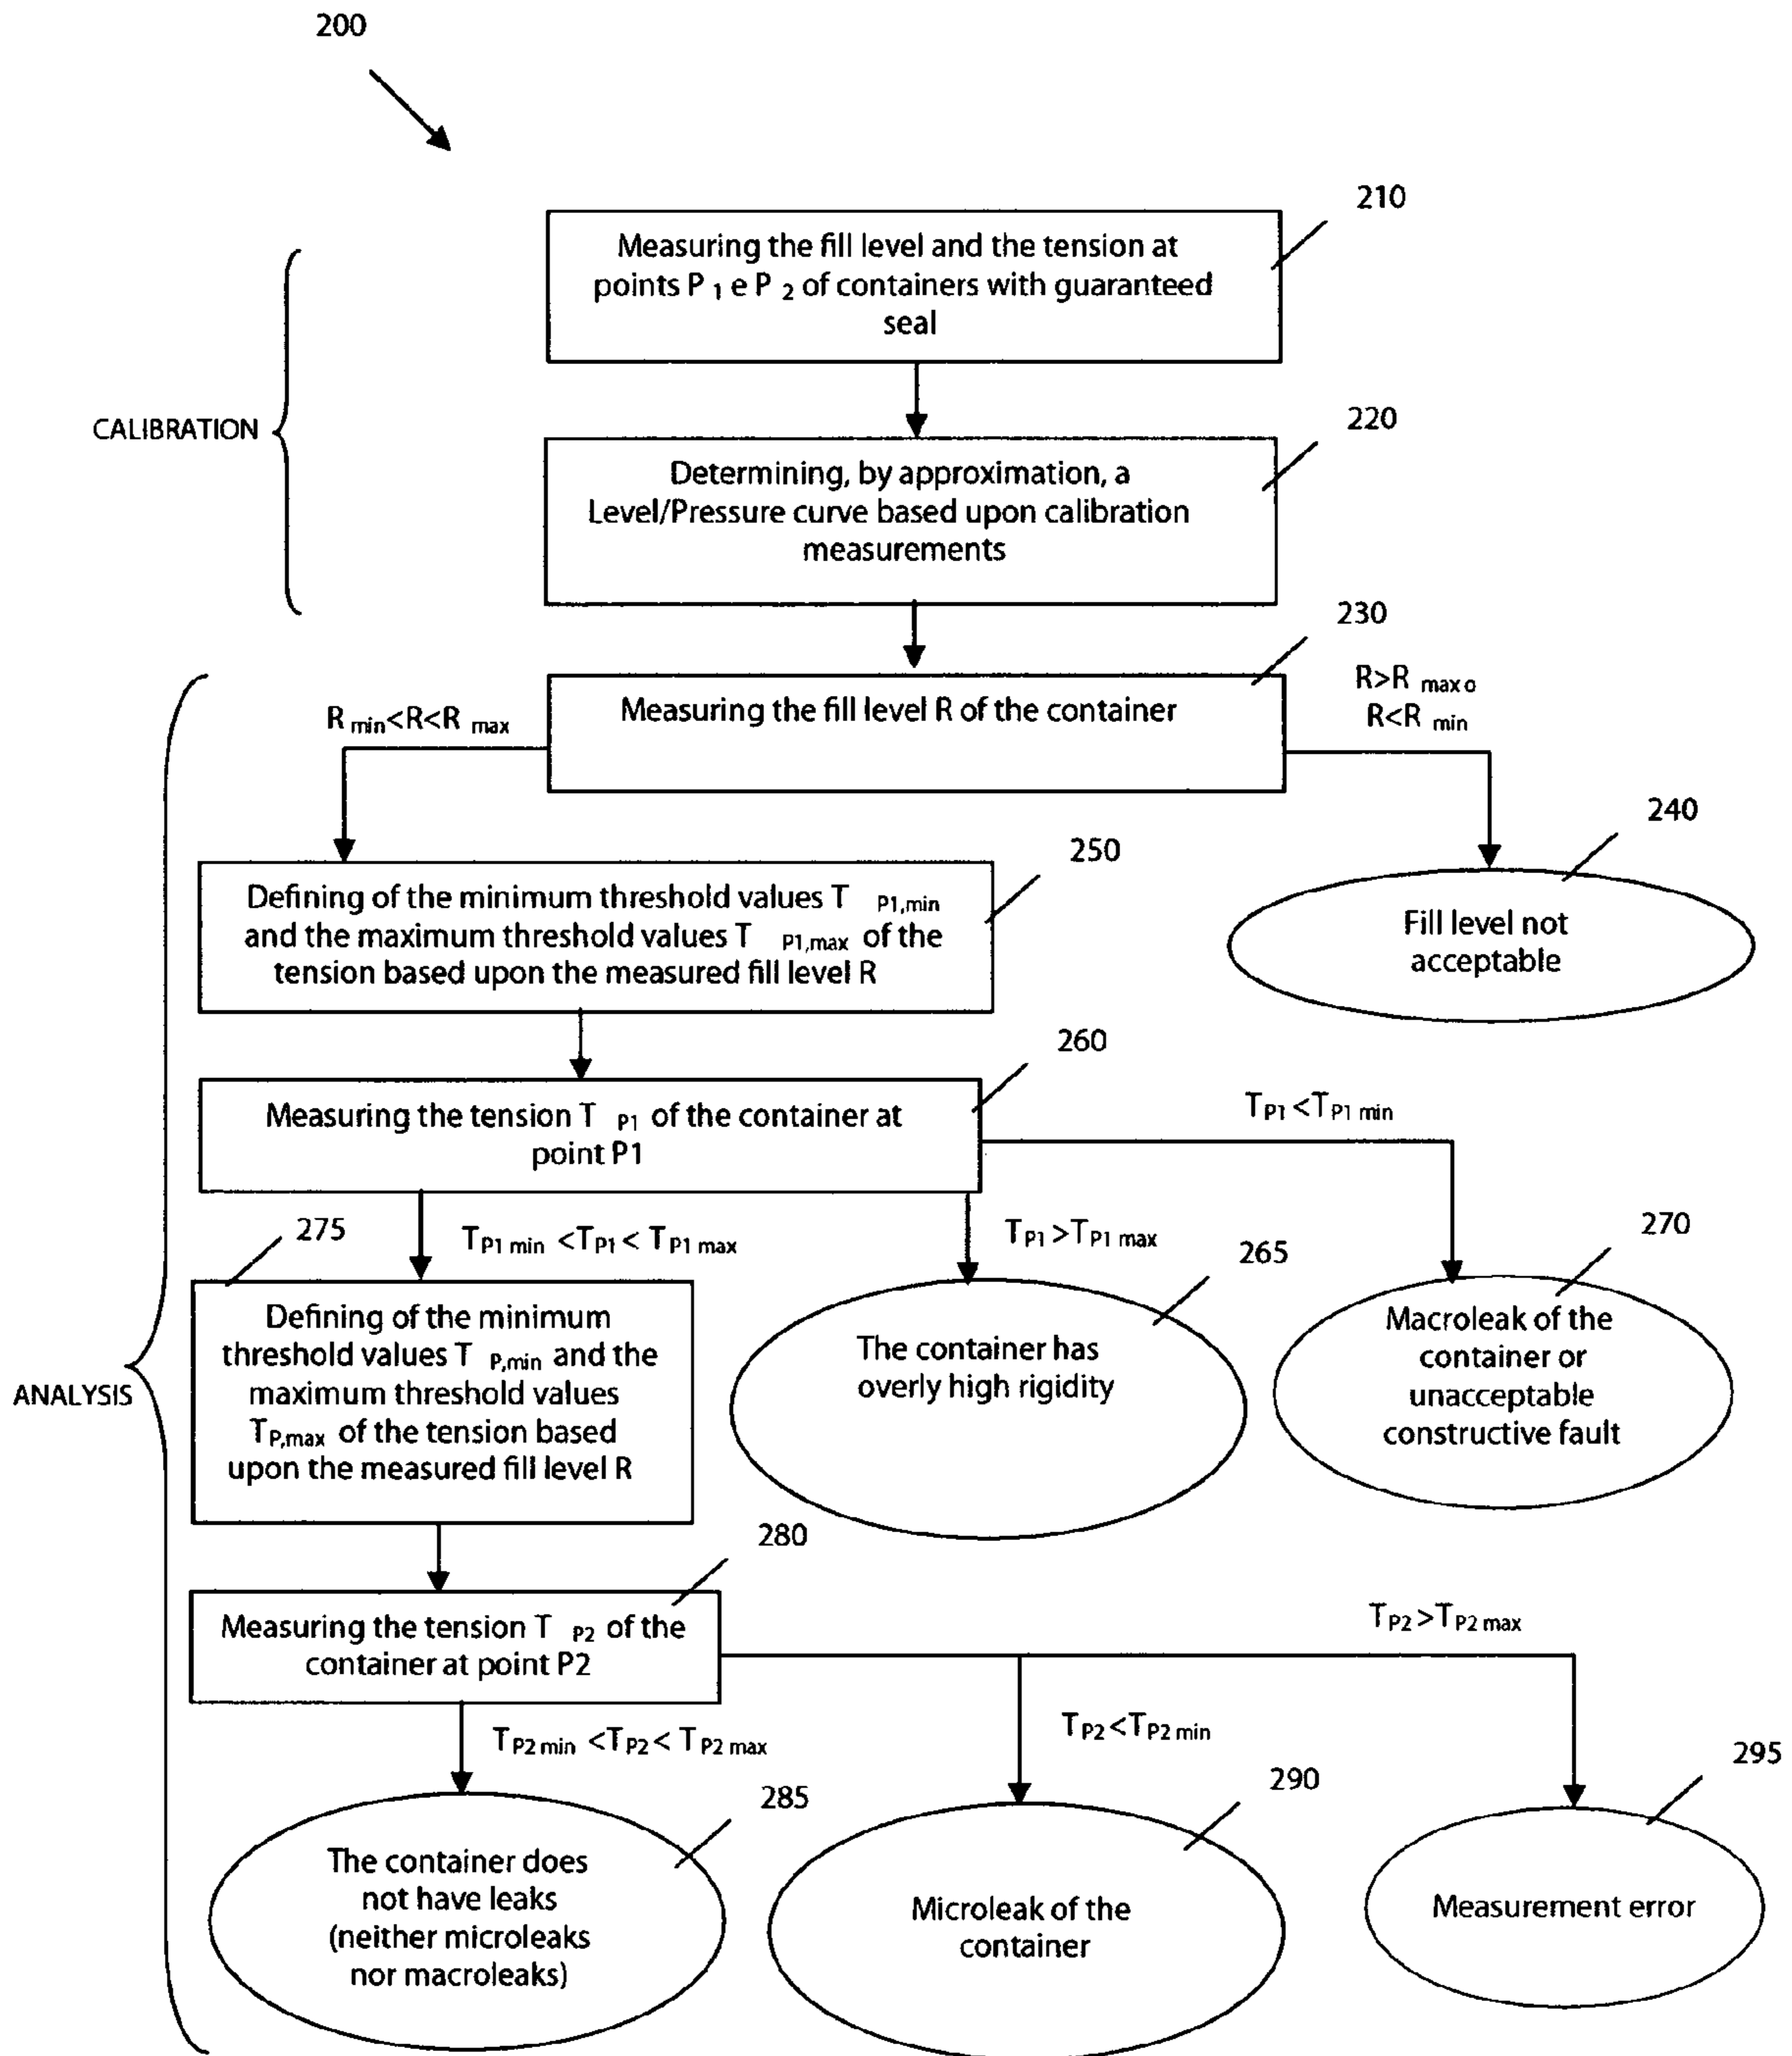 200
210
Measuring the fill level and the tension at
points P 1 e P 2 of containers with guaranteed
seal
CALIBRATION
220
Determining, by approximation, a
Level/Pressure curve based upon calibration
measurements
230
Measuring the fill level R of the container
R min<R<R max
R>R max o
R<R min
240
Fill level not
acceptable
250
Defining of the minimum threshold values T P1,min
and the maximum threshold values T P1,max of the
tension based upon the measured fill level R
260
Measuring the tension T P1 of the container at
point P1
TP1 <TP1 min
275
TP1 min <TP1< TP1 max
TP1 >TP1 max
265
270
ANALYSIS
Defining of the minimum
threshold values T P,min and the
maximum threshold values
TP,max of the tension based
upon the measured fill level R
The container has
overly high rigidity
Macroleak of the
container or
unacceptable
constructive fault
280
Measuring the tension T P2 of the
container at point P2
TP2 >TP2 max
TP2 min <TP2< TP2 max
TP2<TP2 min
285
290
295
The container does
not have leaks
(neither microleaks
nor macroleaks)
Microleak of the
container
Measurement error